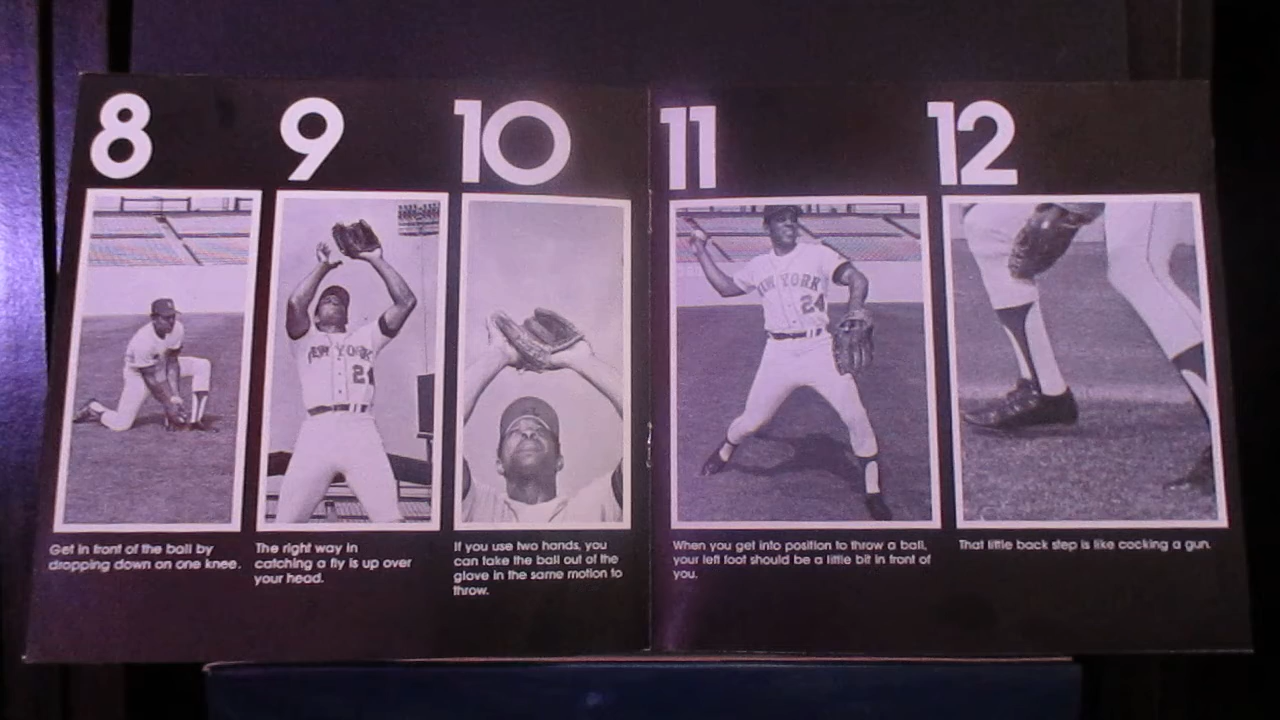 8
9
10
11
12
NEW YORK
24
NEW YORK
24
Get in front of the ball by
dropping down on one knee.
The right way in
catching a fly is up over
your head.
If you use two hands, you
can take the ball out of the
glove in the same motion to
throw.
When you get into position to throw a ball,
your left foot should be a little bit in front of
you.
That little back step is like cocking a gun.